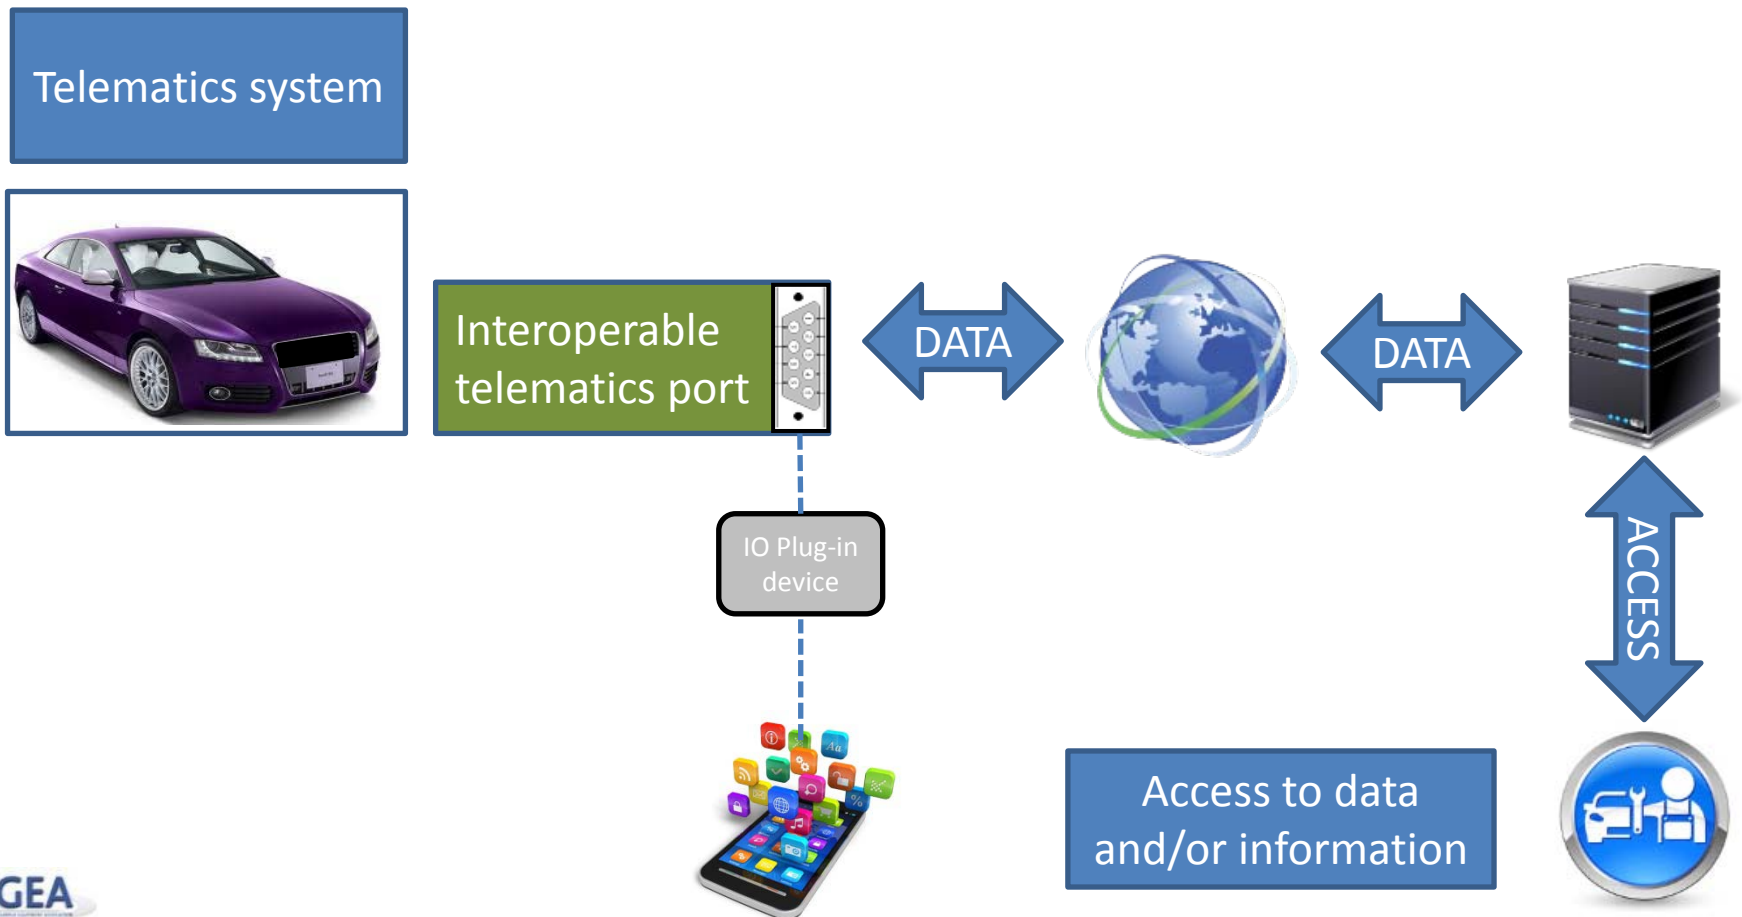 Telematics system
Interoperable
telematics port
DATA
DATA
IO Plug-in
device
ACCESS
Aa
%
Access to data
and/or information
GEA